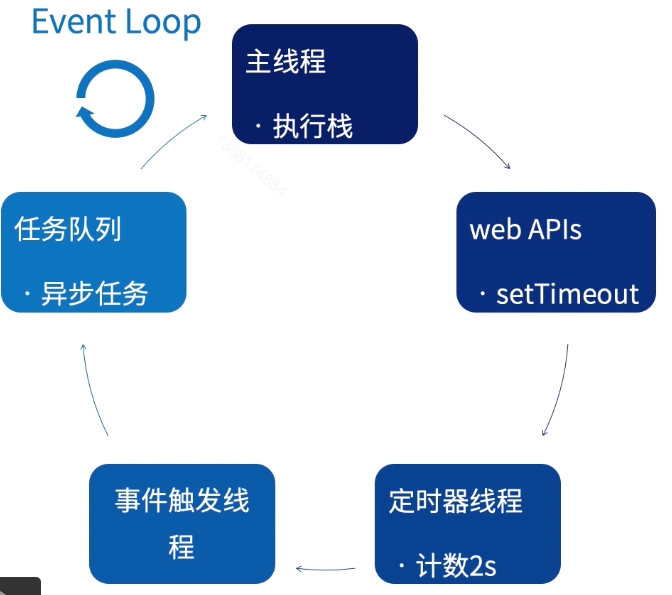 Event Loop
主线程
· 执行栈
web APIs
· setTimeout
定时器线程
· 计数2s
事件触发线
程
任务队列
· 异步任务